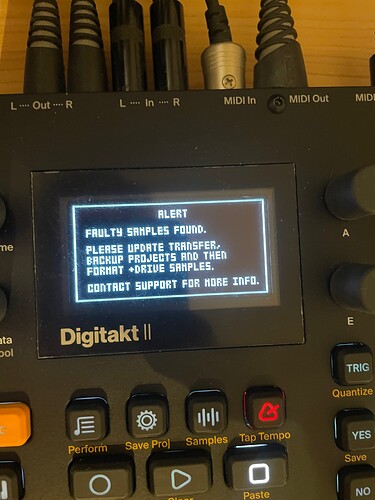 L ···· Out ···· R
L ···· In ···· R
MIDI In
MIDI Out
ALERT
FAULTY SAMPLES FOUND.
PLEASE UPDATE TRANSFER,
BACKUP PROJECTS AND THEN
FORMAT +DRIVE SAMPLES.
CONTACT SUPPORT FOR MORE INFO.
Digitakt II
A
E
TRIG
Quantize
Perform
Save Proj
Samples
Tap Tempo
YES
Save
Paste
NO